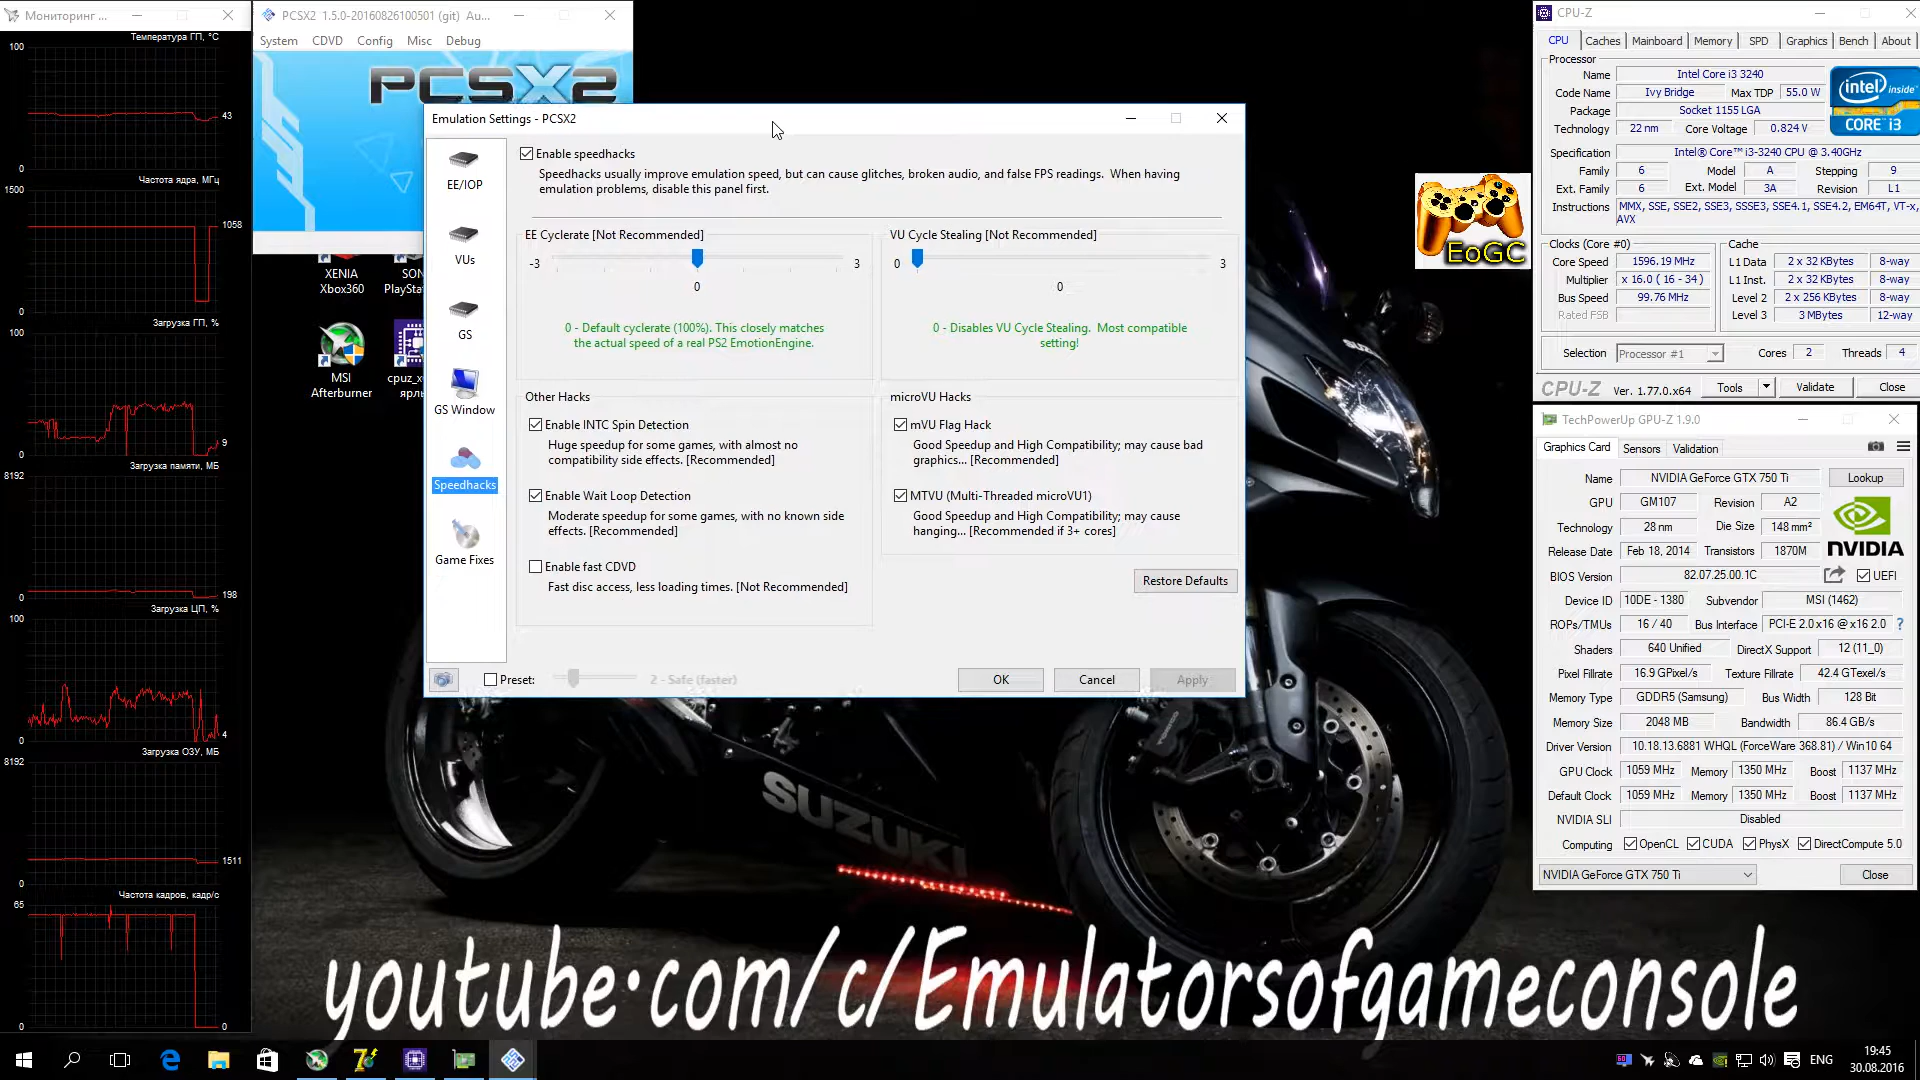 Мониторинг ...
Температура ГП, °C
100
43
0
Частота ядра, МГц
1500
1058
0
Загрузка ГП, %
100
9
0
Загрузка памяти, МБ
8192
198
0
Загрузка ЦП, %
100
4
0
Загрузка ОЗУ, МБ
8192
1511
0
Частота кадров, кадр/с
65
0
0
PCSX2 1.5.0-20160826100501 (git) Au...
System CDVD Config Misc Debug
PCSX2
XENIA
Xbox360
SON
PlaySta
MSI
Afterburner
cpuz_x
ярль
Emulation Settings - PCSX2
EE/IOP
VUs
GS
GS Window
Speedhacks
Game Fixes
Enable speedhacks
Speedhacks usually improve emulation speed, but can cause glitches, broken audio, and false FPS readings. When having
emulation problems, disable this panel first.
EE Cyclerate [Not Recommended]
-3 3
0
0 - Default cyclerate (100%). This closely matches
the actual speed of a real PS2 EmotionEngine.
VU Cycle Stealing [Not Recommended]
0 3
0
0 - Disables VU Cycle Stealing. Most compatible
setting!
Other Hacks
Enable INTC Spin Detection
Huge speedup for some games, with almost no
compatibility side effects. [Recommended]
Enable Wait Loop Detection
Moderate speedup for some games, with no known side
effects. [Recommended]
Enable fast CDVD
Fast disc access, less loading times. [Not Recommended]
microVU Hacks
mVU Flag Hack
Good Speedup and High Compatibility; may cause bad
graphics... [Recommended]
MTVU (Multi-Threaded microVU1)
Good Speedup and High Compatibility; may cause
hanging... [Recommended if 3+ cores]
Restore Defaults
Preset: 2 - Safe (faster) OK Cancel Apply
EoGC
SUZUKI
youtube.com/c/Emulatorsofgameconsole
CPU-Z
CPU Caches Mainboard Memory SPD Graphics Bench About
Processor
Name Intel Core i3 3240
Code Name Ivy Bridge Max TDP 55.0 W
Package Socket 1155 LGA
Technology 22 nm Core Voltage 0.824 V
intel inside
CORE i3
Specification Intel® Core™ i3-3240 CPU @ 3.40GHz
Family 6 Model A Stepping 9
Ext. Family 6 Ext. Model 3A Revision L1
Instructions MMX, SSE, SSE2, SSE3, SSSE3, SSE4.1, SSE4.2, EM64T, VT-x,
AVX
Clocks (Core #0)
Core Speed 1596.19 MHz
Multiplier x 16.0 ( 16 - 34 )
Bus Speed 99.76 MHz
Rated FSB
Cache
L1 Data 2 x 32 KBytes 8-way
L1 Inst. 2 x 32 KBytes 8-way
Level 2 2 x 256 KBytes 8-way
Level 3 3 MBytes 12-way
Selection Processor #1 Cores 2 Threads 4
CPU-Z Ver. 1.77.0.x64 Tools Validate Close
TechPowerUp GPU-Z 1.9.0
Graphics Card Sensors Validation
Name NVIDIA GeForce GTX 750 Ti Lookup
GPU GM107 Revision A2
Technology 28 nm Die Size 148 mm²
Release Date Feb 18, 2014 Transistors 1870M
NVIDIA
BIOS Version 82.07.25.00.1C UEFI
Device ID 10DE - 1380 Subvendor MSI (1462)
ROPs/TMUs 16 / 40 Bus Interface PCI-E 2.0 x16 @ x16 2.0 ?
Shaders 640 Unified DirectX Support 12 (11_0)
Pixel Fillrate 16.9 GPixel/s Texture Fillrate 42.4 GTexel/s
Memory Type GDDR5 (Samsung) Bus Width 128 Bit
Memory Size 2048 MB Bandwidth 86.4 GB/s
Driver Version 10.18.13.6881 WHQL (ForceWare 368.81) / Win10 64
GPU Clock 1059 MHz Memory 1350 MHz Boost 1137 MHz
Default Clock 1059 MHz Memory 1350 MHz Boost 1137 MHz
NVIDIA SLI Disabled
Computing OpenCL CUDA PhysX DirectCompute 5.0
NVIDIA GeForce GTX 750 Ti Close
ENG
19:45
30.08.2016